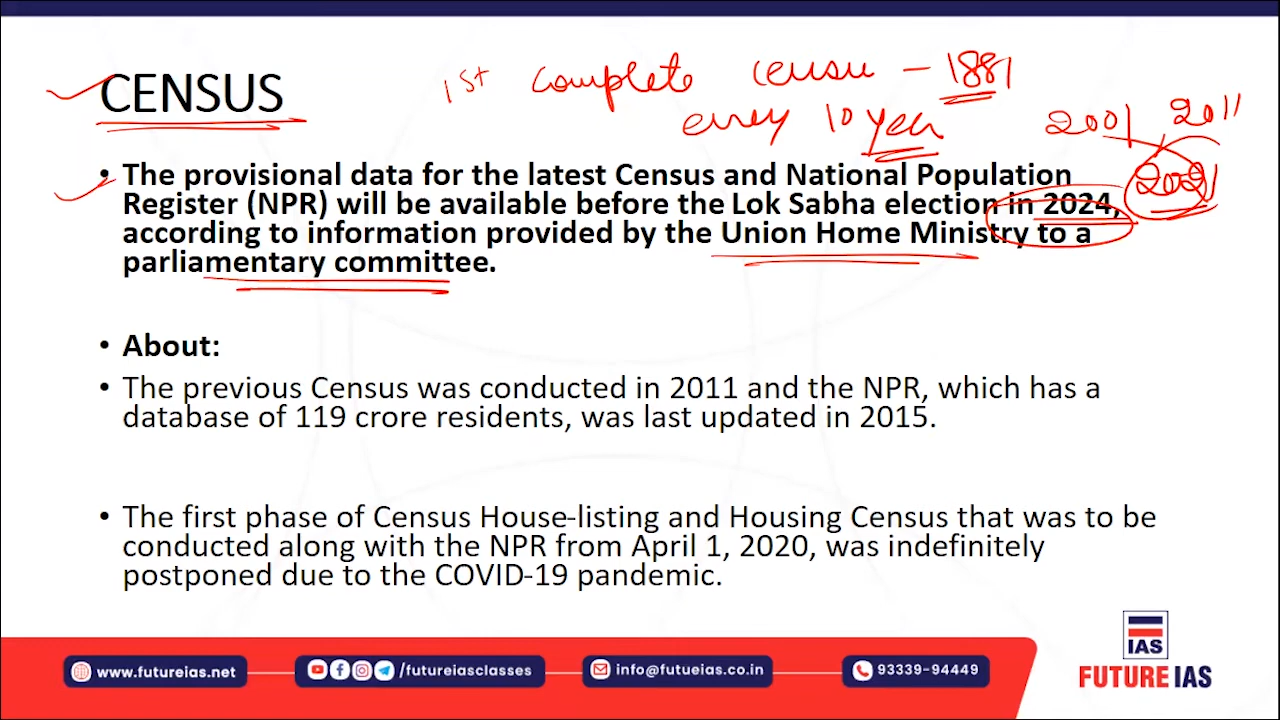 1st complete census - 1881
every 10 year
2001 2011
2021
CENSUS
• The provisional data for the latest Census and National Population
Register (NPR) will be available before the Lok Sabha election in 2024,
according to information provided by the Union Home Ministry to a
parliamentary committee.
• About:
• The previous Census was conducted in 2011 and the NPR, which has a
database of 119 crore residents, was last updated in 2015.
• The first phase of Census House-listing and Housing Census that was to be
conducted along with the NPR from April 1, 2020, was indefinitely
postponed due to the COVID-19 pandemic.
www.futureias.net
/futureiasclasses
info@futueias.co.in
93339-94449
IAS
FUTURE IAS